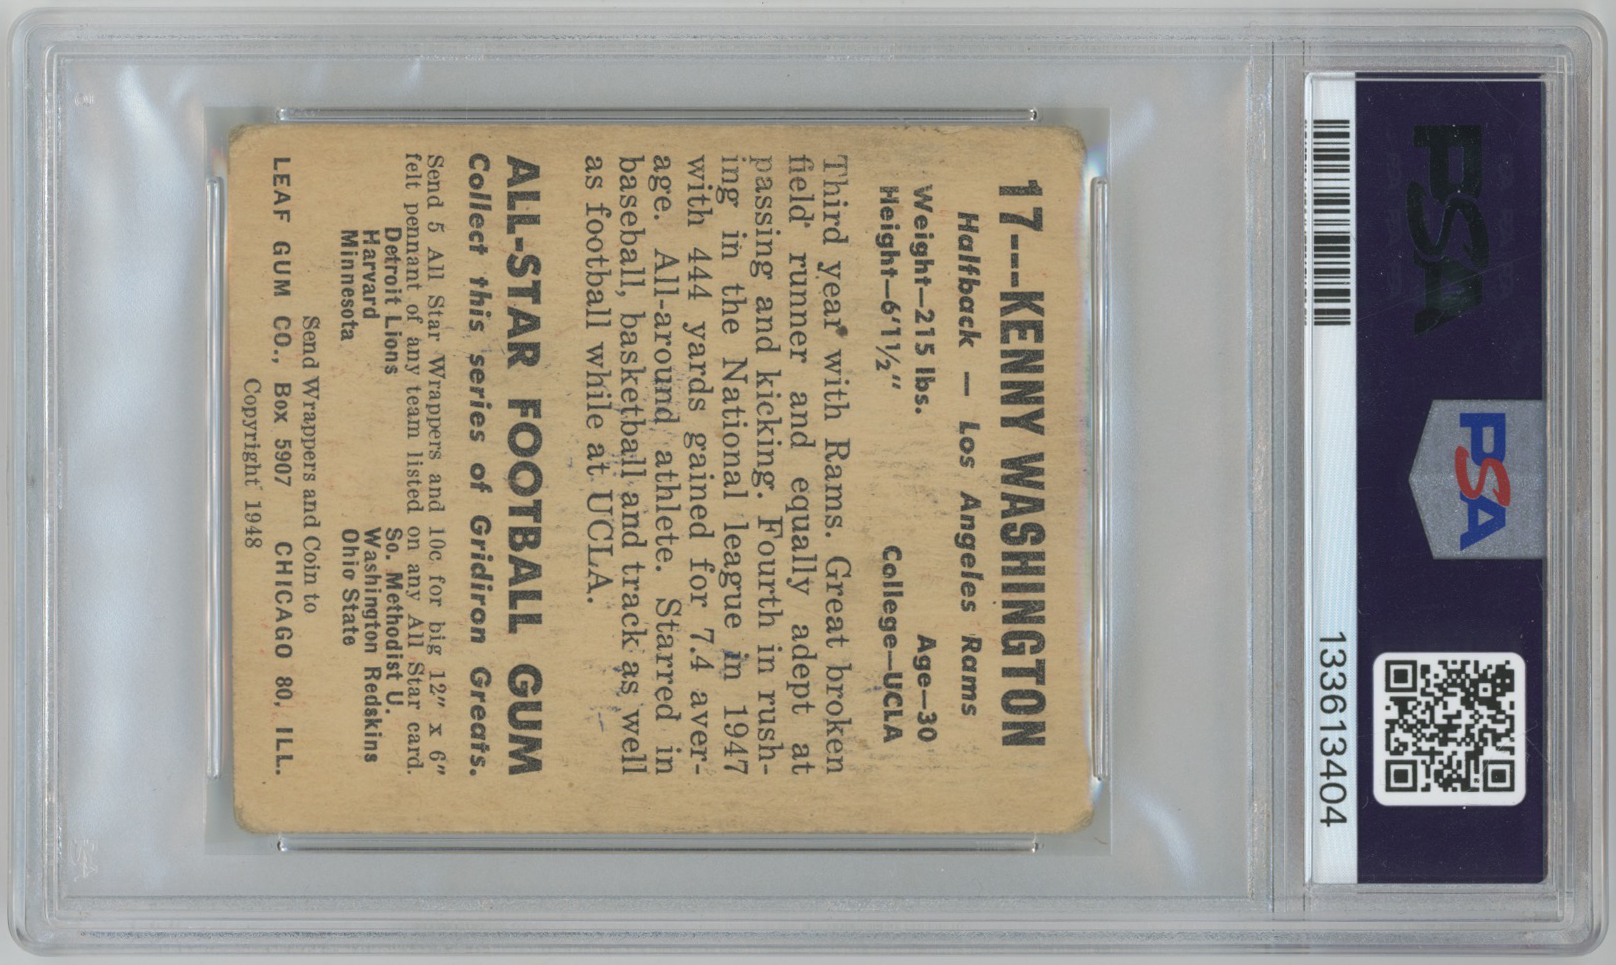 PSA
PSA
133613404
17---KENNY WASHINGTON
Halfback — Los Angeles Rams
Weight—215 lbs. Age—30
Height—6'1½" College—UCLA
Third year with Rams. Great broken
field runner and equally adept at
passing and kicking. Fourth in rush-
ing in the National league in 1947
with 444 yards gained for 7.4 aver-
age. All-around athlete. Starred in
baseball, basketball and track as well
as football while at UCLA.
ALL-STAR FOOTBALL GUM
Collect this series of Gridiron Greats.
Send 5 All Star Wrappers and 10c for big 12" x 6"
felt pennant of any team listed on any All Star card.
Detroit Lions So. Methodist U.
Harvard Washington Redskins
Minnesota Ohio State
Send Wrappers and Coin to
LEAF GUM CO., Box 5907 CHICAGO 80, ILL.
Copyright 1948